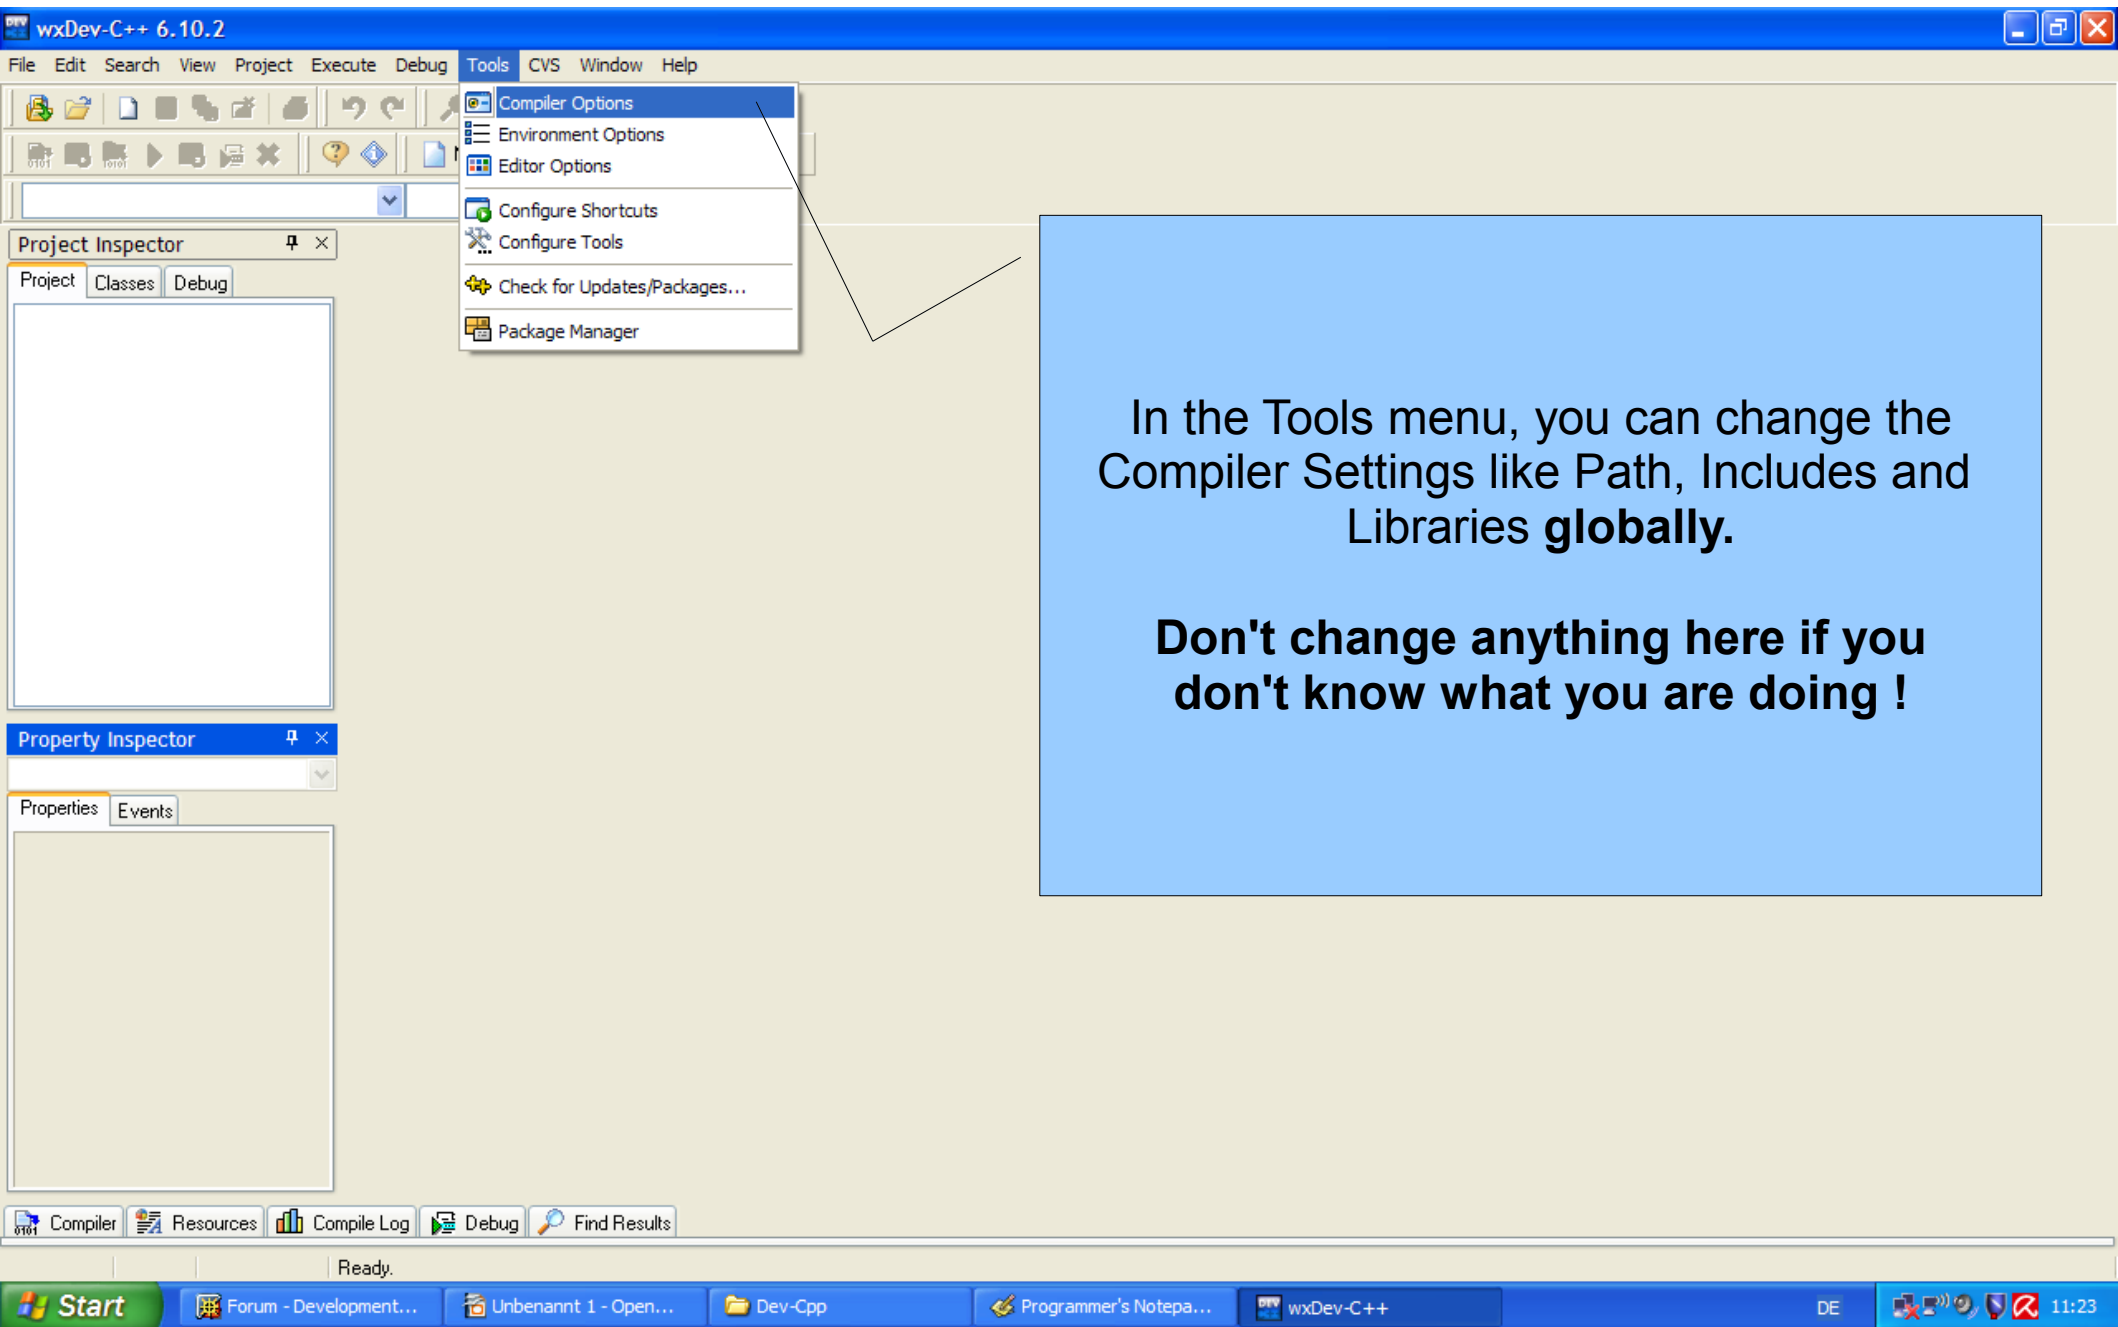 wxDev-C++ 6.10.2
File Edit Search View Project Execute Debug Tools CVS Window Help
Compiler Options
Environment Options
Editor Options
Configure Shortcuts
Configure Tools
Check for Updates/Packages...
Package Manager
Project Inspector
Project Classes Debug
In the Tools menu, you can change the
Compiler Settings like Path, Includes and
Libraries globally.
Don't change anything here if you
don't know what you are doing !
Property Inspector
Properties Events
Compiler Resources Compile Log Debug Find Results
Ready.
Start Forum - Development... Unbenannt 1 - Open... Dev-Cpp Programmer's Notepa... wxDev-C++ DE 11:23